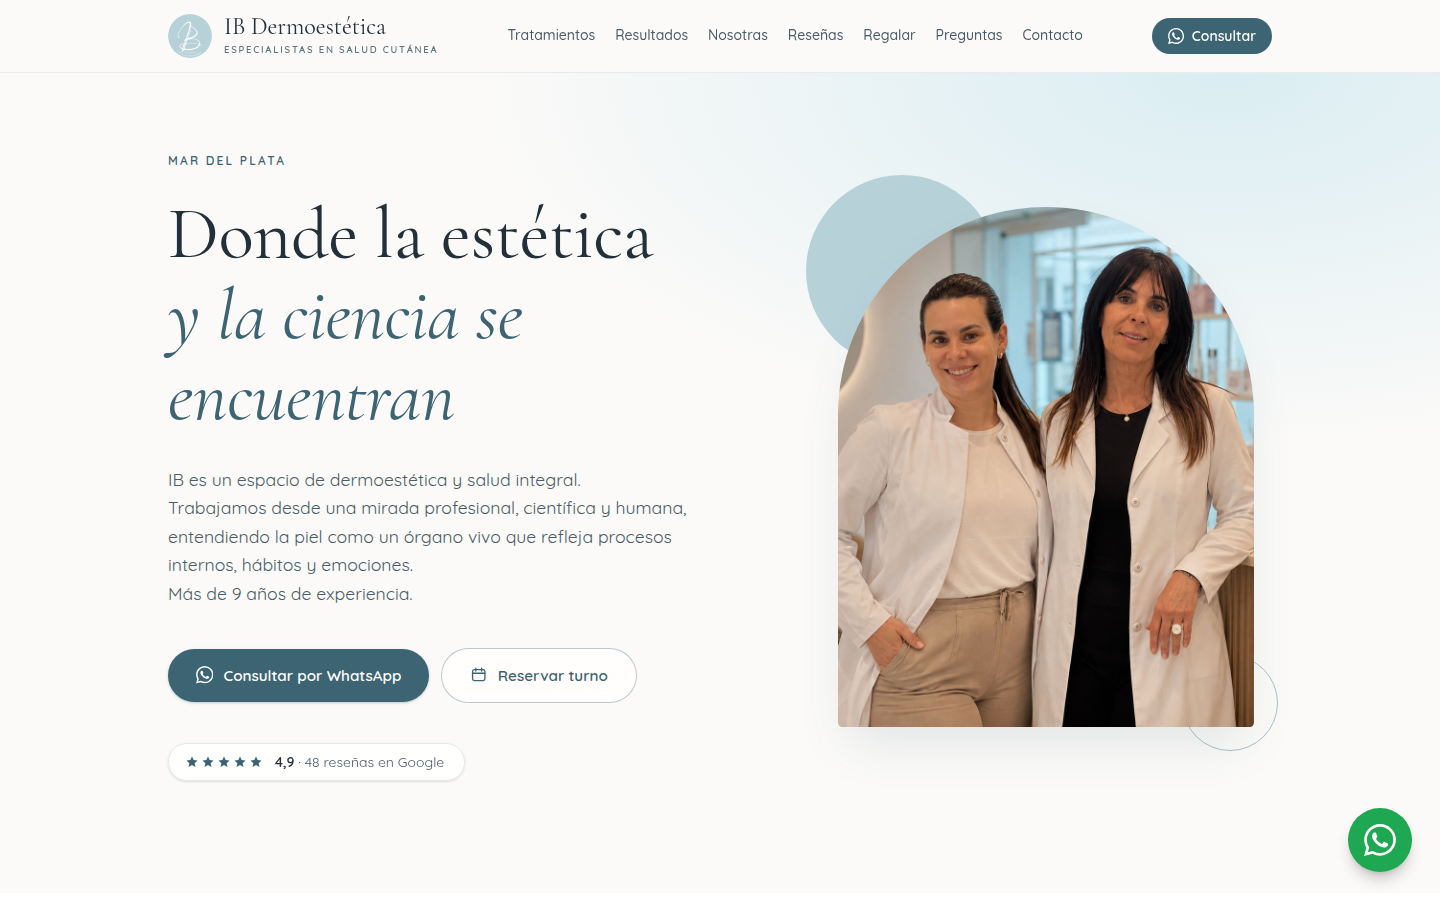 IB Dermoestética
ESPECIALISTAS EN SALUD CUTÁNEA
Tratamientos
Resultados
Nosotras
Reseñas
Regalar
Preguntas
Contacto
Consultar
MAR DEL PLATA
Donde la estética
y la ciencia se
encuentran
IB es un espacio de dermoestética y salud integral.
Trabajamos desde una mirada profesional, científica y humana,
entendiendo la piel como un órgano vivo que refleja procesos
internos, hábitos y emociones.
Más de 9 años de experiencia.
Consultar por WhatsApp
Reservar turno
4,9 · 48 reseñas en Google